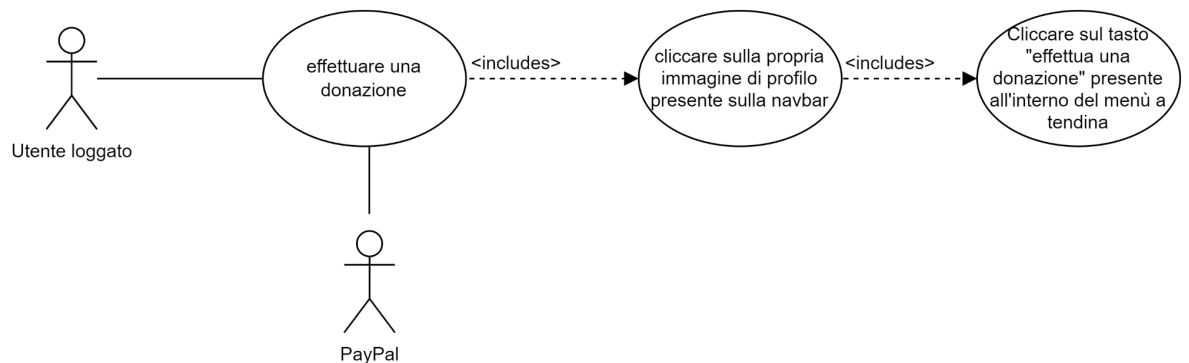 effettuare una
donazione
<includes>
cliccare sulla propria
immagine di profilo
presente sulla navbar
<includes>
Cliccare sul tasto
"effettua una
donazione" presente
all'interno del menù a
tendina
Utente loggato
PayPal